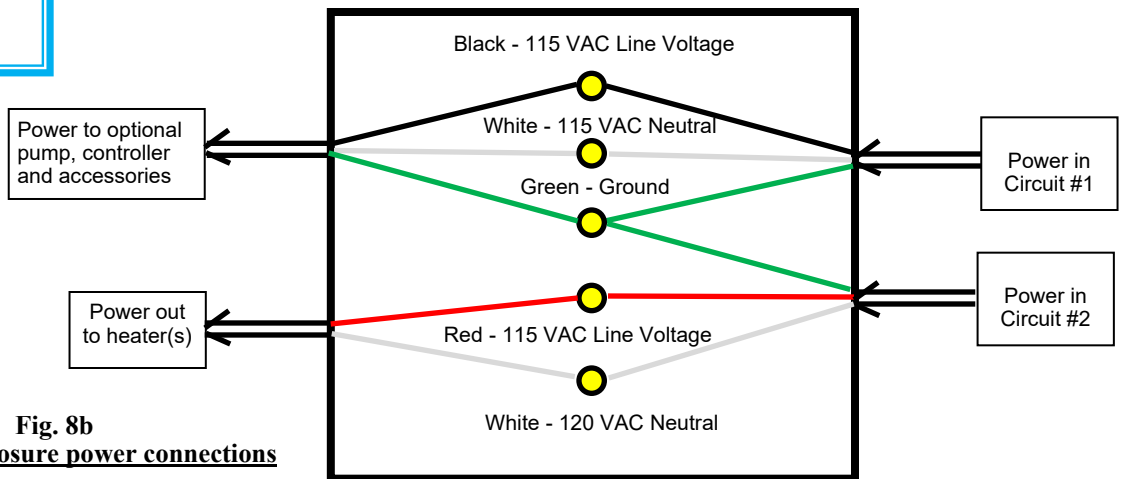 Black - 115 VAC Line Voltage
Power to optional
pump, controller
and accessories
White - 115 VAC Neutral
Power in
Circuit #1
Green - Ground
Power out
to heater(s)
Red - 115 VAC Line Voltage
Power in
Circuit #2
White - 120 VAC Neutral
Fig. 8b
osure power connections